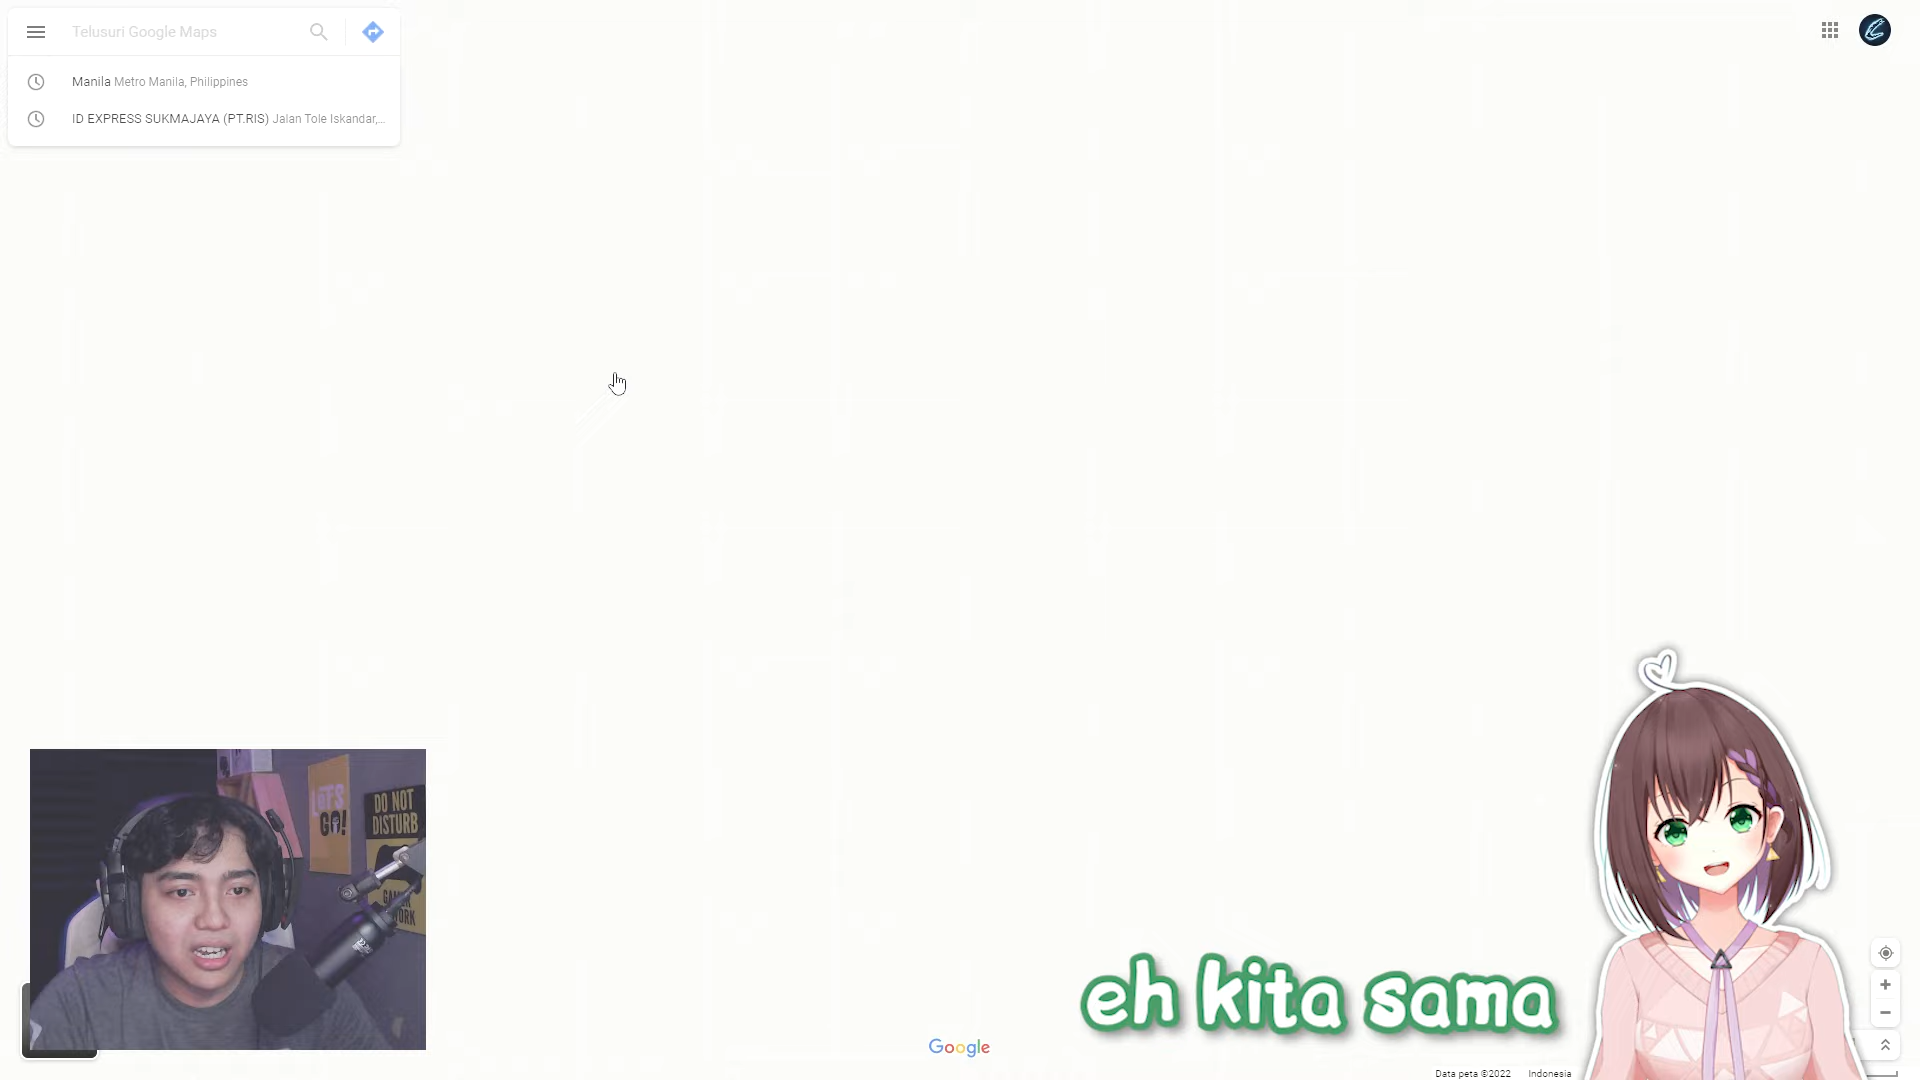 Telusuri Google Maps
Manila Metro Manila, Philippines
ID EXPRESS SUKMAJAYA (PT.RIS) Jalan Tole Iskandar,...
LET'S
GO!
DO NOT
DISTURB
eh kita sama
Google
Data peta ©2022 Indonesia